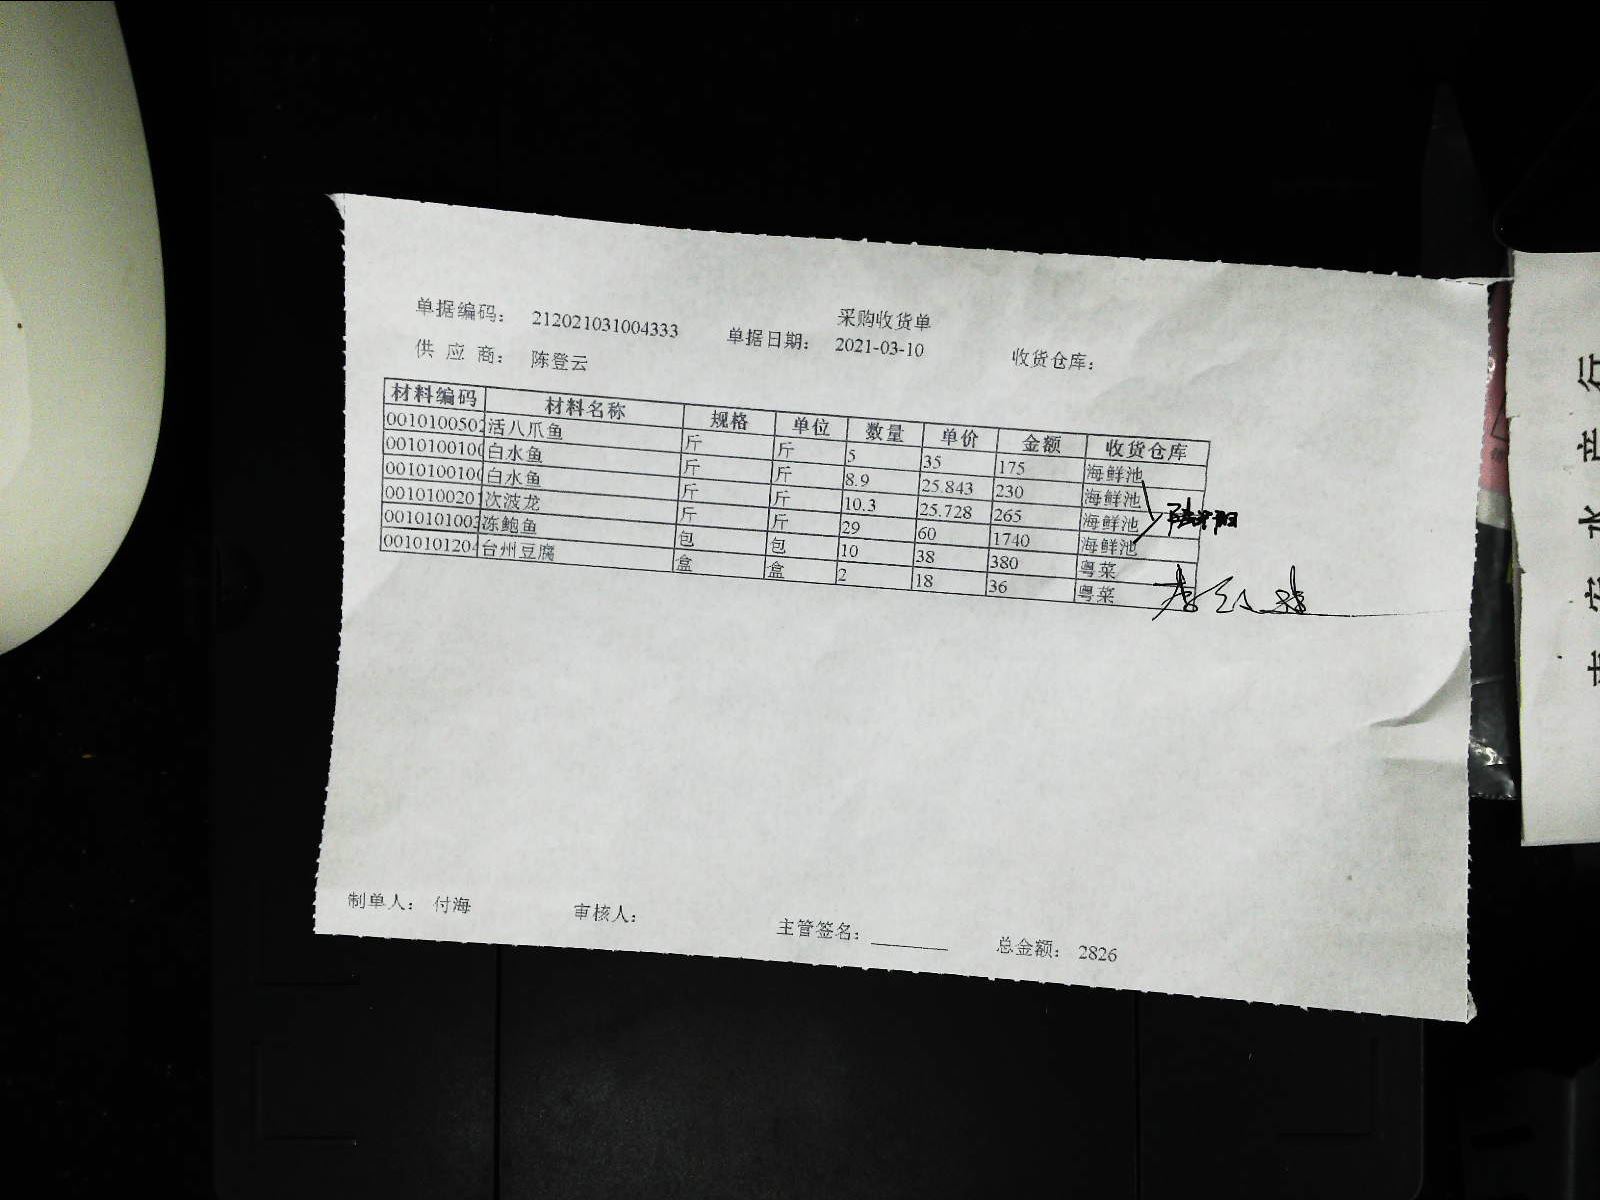 采购收货单
单据编码： 212021031004333 单据日期： 2021-03-10 收货仓库：
供 应 商： 陈登云
材料编码 材料名称 规格 单位 数量 单价 金额 收货仓库
0010100502 活八爪鱼 斤 斤 5 35 175 海鲜池
001010010 白水鱼 斤 斤 8.9 25.843 230 海鲜池
001010010 白水鱼 斤 斤 10.3 25.728 265 海鲜池
001010020 次波龙 斤 斤 29 60 1740 海鲜池
001010100 冻鲍鱼 包 包 10 38 380 粤菜
001010120 台州豆腐 盒 盒 2 18 36 粤菜
制单人： 付海 审核人： 主管签名： 总金额： 2826